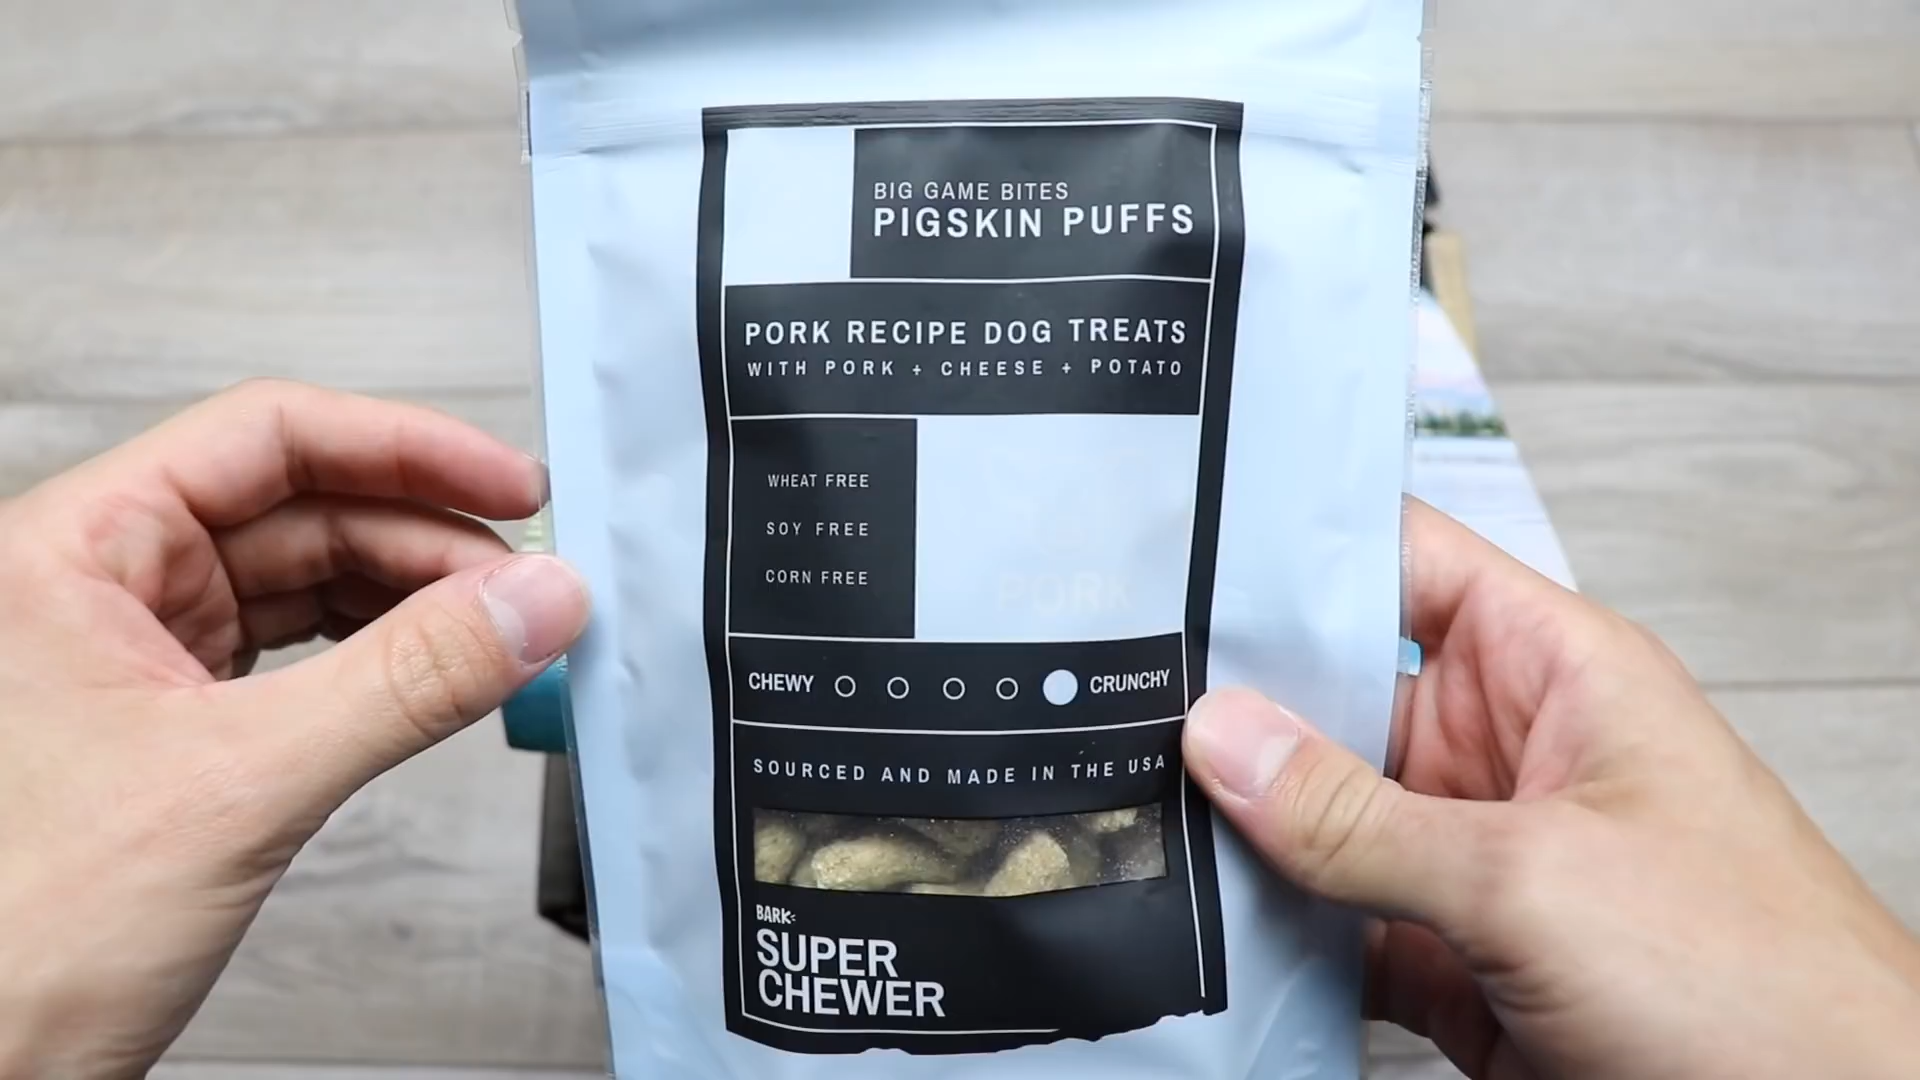 BIG GAME BITES
PIGSKIN PUFFS
PORK RECIPE DOG TREATS
WITH PORK + CHEESE + POTATO
WHEAT FREE
SOY FREE
CORN FREE
PORK
CHEWY CRUNCHY
SOURCED AND MADE IN THE USA
BARK
SUPER
CHEWER